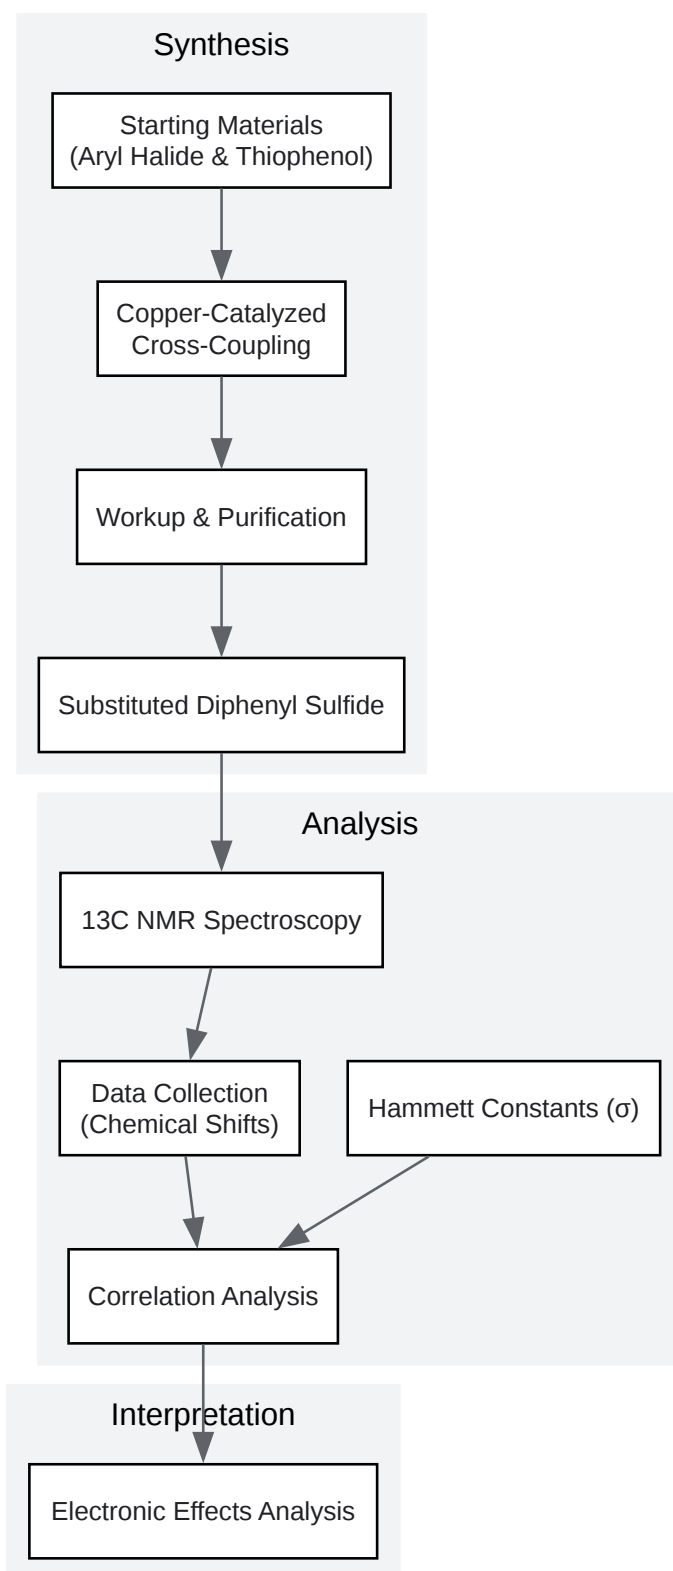 Synthesis
Starting Materials
(Aryl Halide & Thiophenol)
Copper-Catalyzed
Cross-Coupling
Workup & Purification
Substituted Diphenyl Sulfide
Analysis
13C NMR Spectroscopy
Data Collection
(Chemical Shifts)
Hammett Constants (σ)
Correlation Analysis
Interpretation
Electronic Effects Analysis